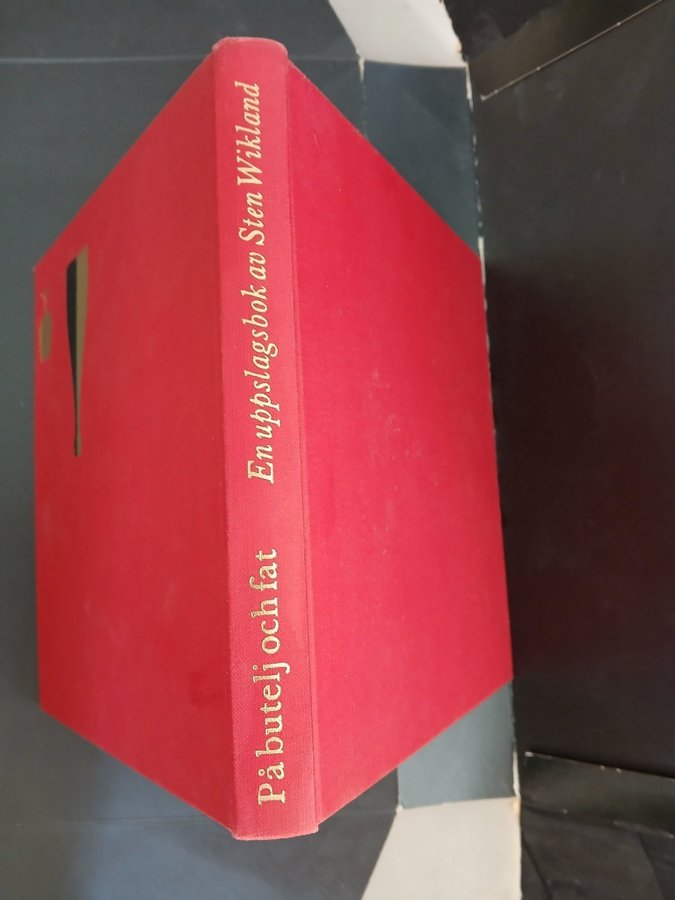 På butelj och fat
En uppslagsbok av Sten Wikland